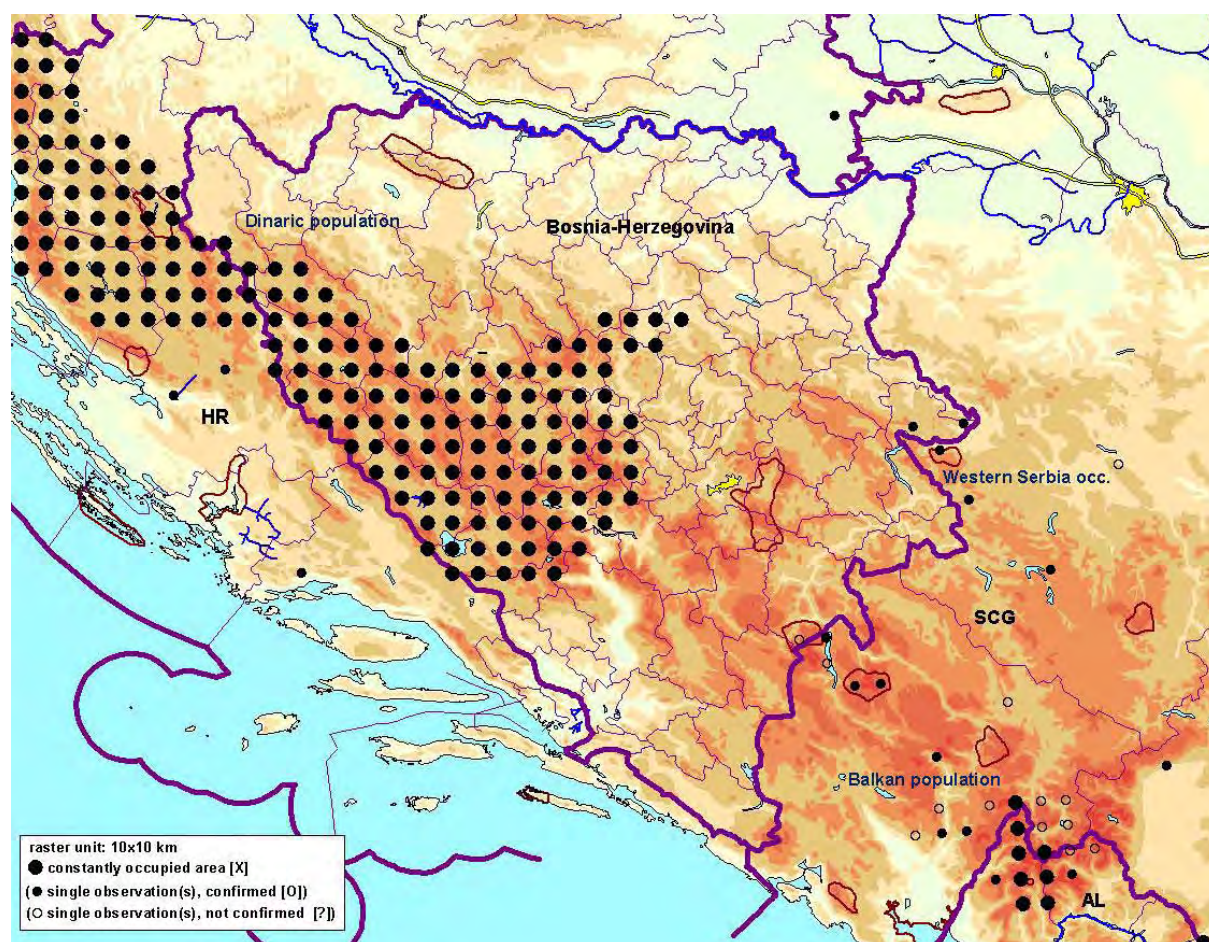 Dinaric population
Bosnia-Herzegovina
HR
Western Serbia occ.
SCG
Balkan population
AL
raster unit: 10x10 km
constantly occupied area [X]
(● single observation(s), confirmed [O])
(○ single observation(s), not confirmed [?])